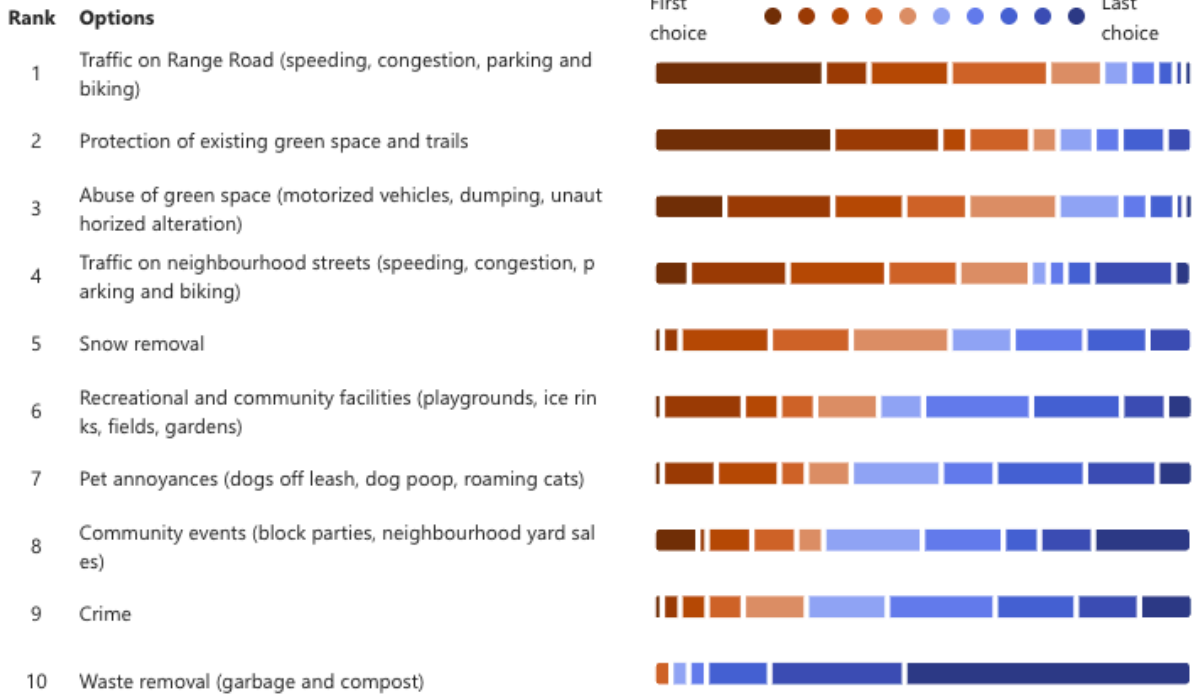 First Last
Rank Options
choice choice
Traffic on Range Road (speeding, congestion, parking and
1
biking)
2 Protection of existing green space and trails
Abuse of green space (motorized vehicles, dumping, unaut
3
horized alteration)
Traffic on neighbourhood streets (speeding, congestion, p
4
arking and biking)
5 Snow removal
Recreational and community facilities (playgrounds, ice rin
6
ks, fields, gardens)
7 Pet annoyances (dogs off leash, dog poop, roaming cats)
Community events (block parties, neighbourhood yard sal
8
es)
9 Crime
10 Waste removal (garbage and compost)